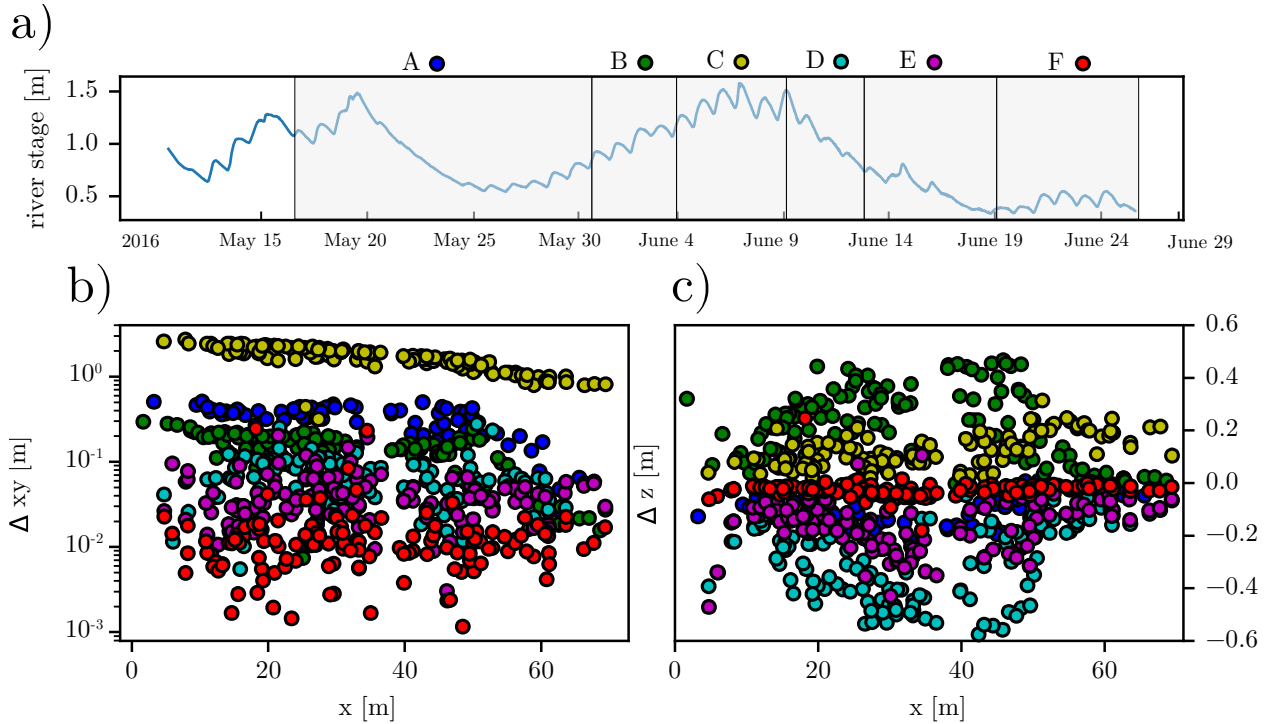 a)
A B C D E F
river stage [m]
1.5
1.0
0.5
2016 May 15 May 20 May 25 May 30 June 4 June 9 June 14 June 19 June 24 June 29
b)
Δ xy [m]
10⁰
10⁻¹
10⁻²
10⁻³
0 20 40 60
x [m]
c)
Δ z [m]
0.6
0.4
0.2
0.0
−0.2
−0.4
−0.6
0 20 40 60
x [m]